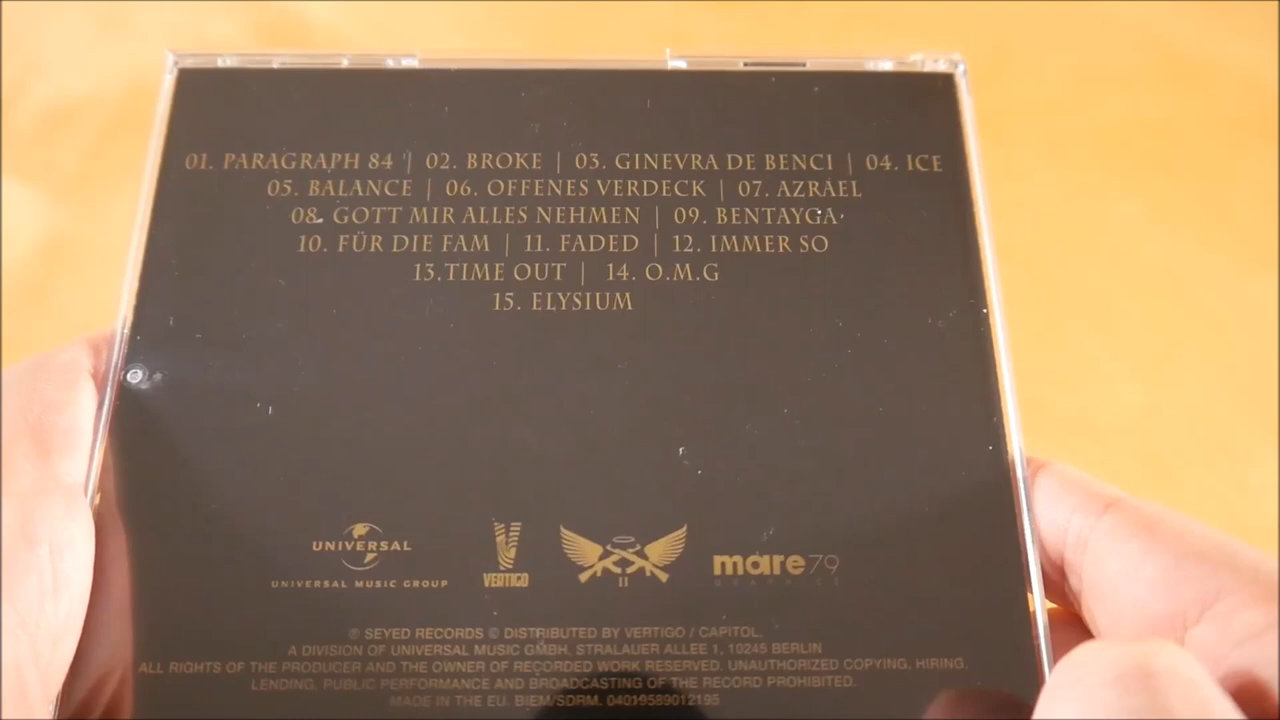 01. PARAGRAPH 84 | 02. BROKE | 03. GINEVRA DE BENCI | 04. ICE
05. BALANCE | 06. OFFENES VERDECK | 07. AZRAEL
08. GOTT MIR ALLES NEHMEN | 09. BENTAYGA
10. FÜR DIE FAM | 11. FADED | 12. IMMER SO
13.TIME OUT | 14. O.M.G
15. ELYSIUM
UNIVERSAL
UNIVERSAL MUSIC GROUP
VERTIGO
II
mare79
GRAPHICS
℗ SEYED RECORDS © DISTRIBUTED BY VERTIGO / CAPITOL.
A DIVISION OF UNIVERSAL MUSIC GMBH, STRALAUER ALLEE 1, 10245 BERLIN
ALL RIGHTS OF THE PRODUCER AND THE OWNER OF RECORDED WORK RESERVED. UNAUTHORIZED COPYING, HIRING,
LENDING, PUBLIC PERFORMANCE AND BROADCASTING OF THE RECORD PROHIBITED.
MADE IN THE EU. BIEM/SDRM. 04019589012195